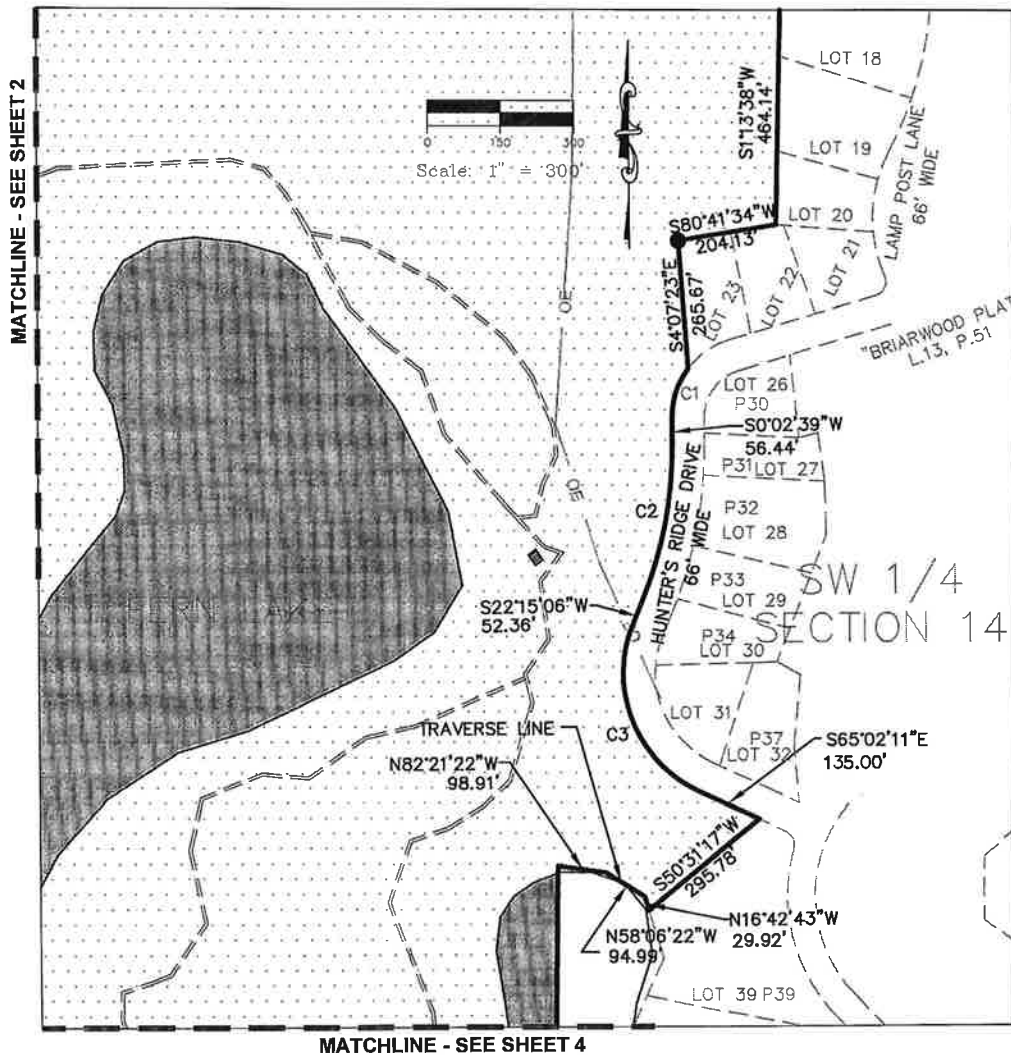 MATCHLINE - SEE SHEET 2
LOT 18
S1°13'38"W
464.14'
0 150 300
Scale: 1" = 300'
LOT 19
LAMP POST LANE
66' WIDE
LOT 20
S80°41'34"W
204.13'
LOT 21
LOT 22
LOT 23
S4°07'23"E
265.67'
OE
"BRIARWOOD PLAT
L.13, P.51
C1
LOT 26
P30
S0°02'39"W
56.44'
P31 LOT 27
OE
C2
HUNTER'S RIDGE DRIVE
66' WIDE
P32
LOT 28
P33
LOT 29
SW 1/4
SECTION 14
S22°15'06"W
52.36'
P34
LOT 30
LOT 31
TRAVERSE LINE
C3
P37
LOT 32
S65°02'11"E
135.00'
N82°21'22"W
98.91'
S50°31'17"W
295.78'
N16°42'43"W
29.92'
N58°06'22"W
94.99'
LOT 39 P39
MATCHLINE - SEE SHEET 4